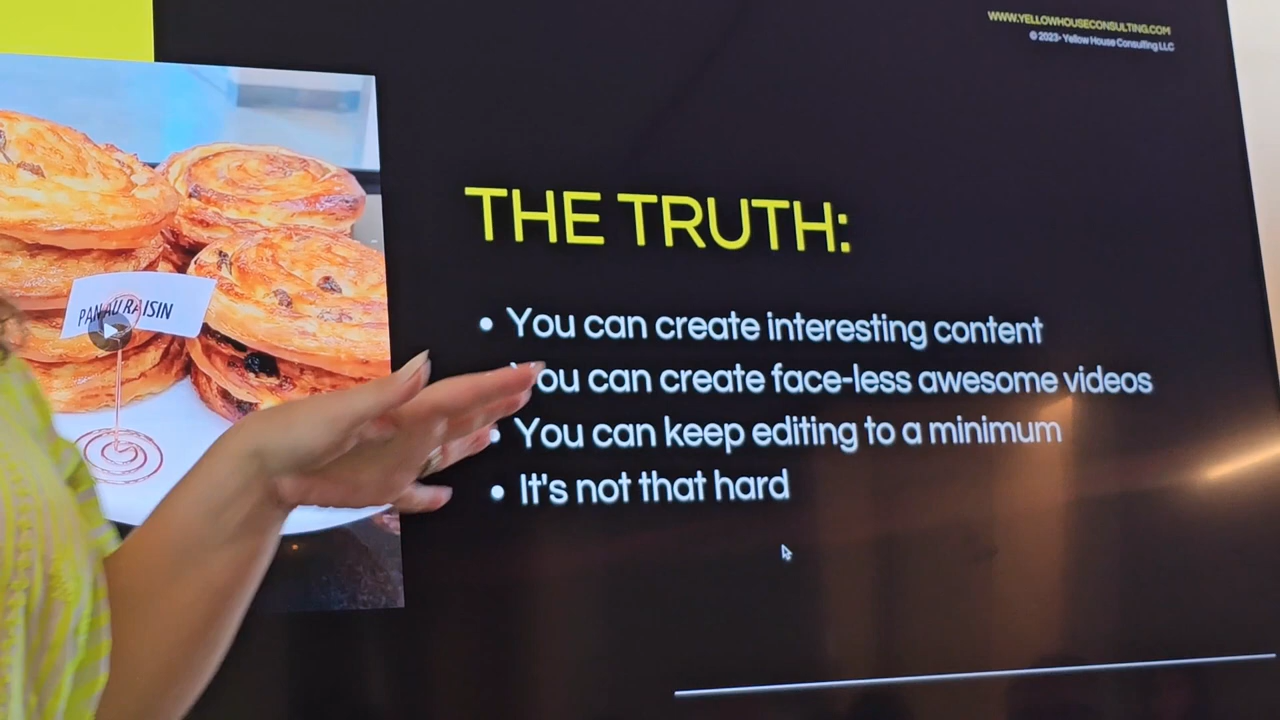 WWW.YELLOWHOUSECONSULTING.COM
© 2023- Yellow House Consulting LLC
THE TRUTH:
PAN AU RAISIN
• You can create interesting content
You can create face-less awesome videos
• You can keep editing to a minimum
• It's not that hard